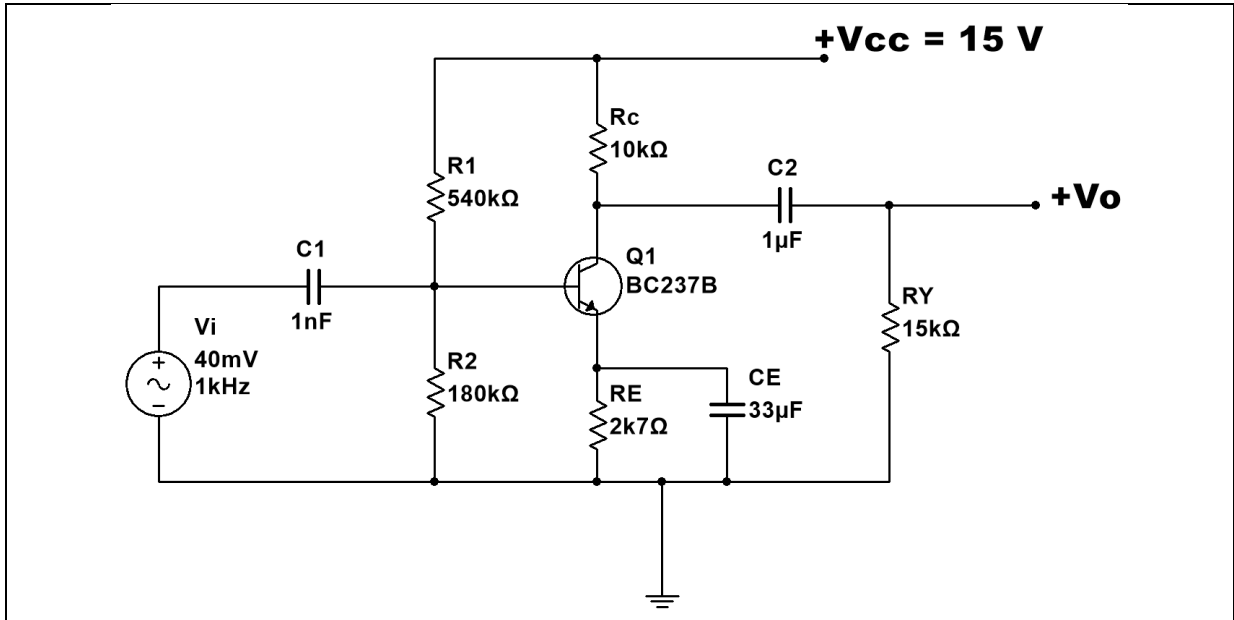 +Vcc = 15 V
Rc
10kΩ
R1
540kΩ
C2
1µF
+Vo
C1
1nF
Q1
BC237B
Vi
40mV
1kHz
R2
180kΩ
RE
2k7Ω
CE
33µF
RY
15kΩ